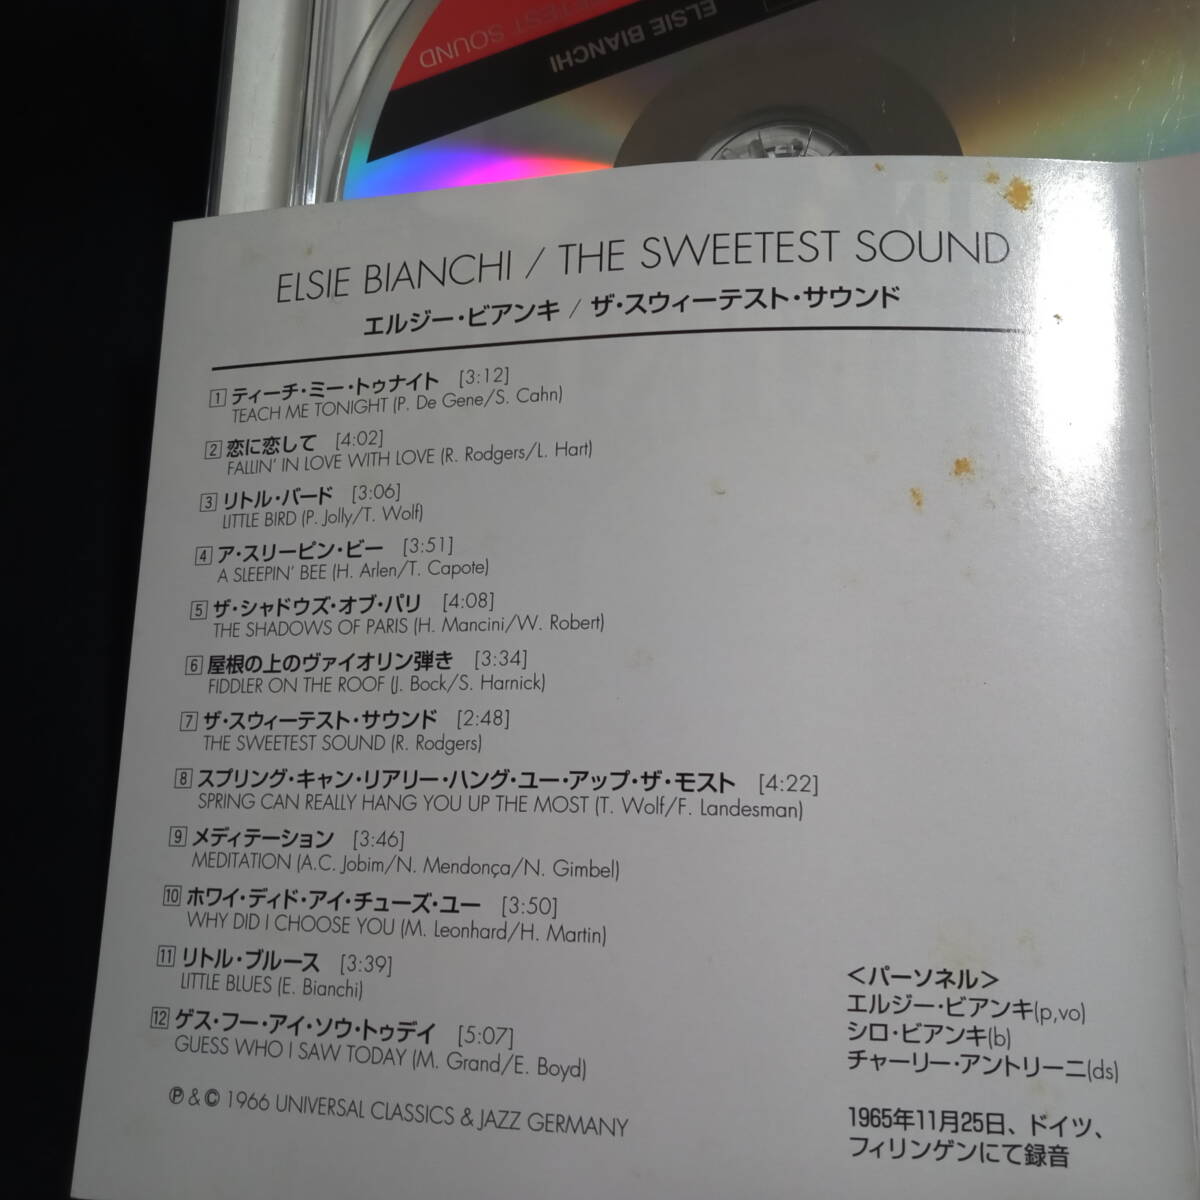 SWEETEST SOUND
ELSIE BIANCHI
ELSIE BIANCHI / THE SWEETEST SOUND
エルジー・ビアンキ / ザ・スウィーテスト・サウンド
1 ティーチ・ミー・トゥナイト [3:12]
TEACH ME TONIGHT (P. De Gene/S. Cahn)
2 恋に恋して [4:02]
FALLIN' IN LOVE WITH LOVE (R. Rodgers/L. Hart)
3 リトル・バード [3:06]
LITTLE BIRD (P. Jolly/T. Wolf)
4 ア・スリーピン・ビー [3:51]
A SLEEPIN' BEE (H. Arlen/T. Capote)
5 ザ・シャドウズ・オブ・パリ [4:08]
THE SHADOWS OF PARIS (H. Mancini/W. Robert)
6 屋根の上のヴァイオリン弾き [3:34]
FIDDLER ON THE ROOF (J. Bock/S. Harnick)
7 ザ・スウィーテスト・サウンド [2:48]
THE SWEETEST SOUND (R. Rodgers)
8 スプリング・キャン・リアリー・ハング・ユー・アップ・ザ・モスト [4:22]
SPRING CAN REALLY HANG YOU UP THE MOST (T. Wolf/F. Landesman)
9 メディテーション [3:46]
MEDITATION (A.C. Jobim/N. Mendonça/N. Gimbel)
10 ホワイ・ディド・アイ・チューズ・ユー [3:50]
WHY DID I CHOOSE YOU (M. Leonhard/H. Martin)
11 リトル・ブルース [3:39]
LITTLE BLUES (E. Bianchi)
12 ゲス・フー・アイ・ソウ・トゥデイ [5:07]
GUESS WHO I SAW TODAY (M. Grand/E. Boyd)
℗ & © 1966 UNIVERSAL CLASSICS & JAZZ GERMANY
＜パーソネル＞
エルジー・ビアンキ(p,vo)
シロ・ビアンキ(b)
チャーリー・アントリーニ(ds)
1965年11月25日、ドイツ、
フィリンゲンにて録音